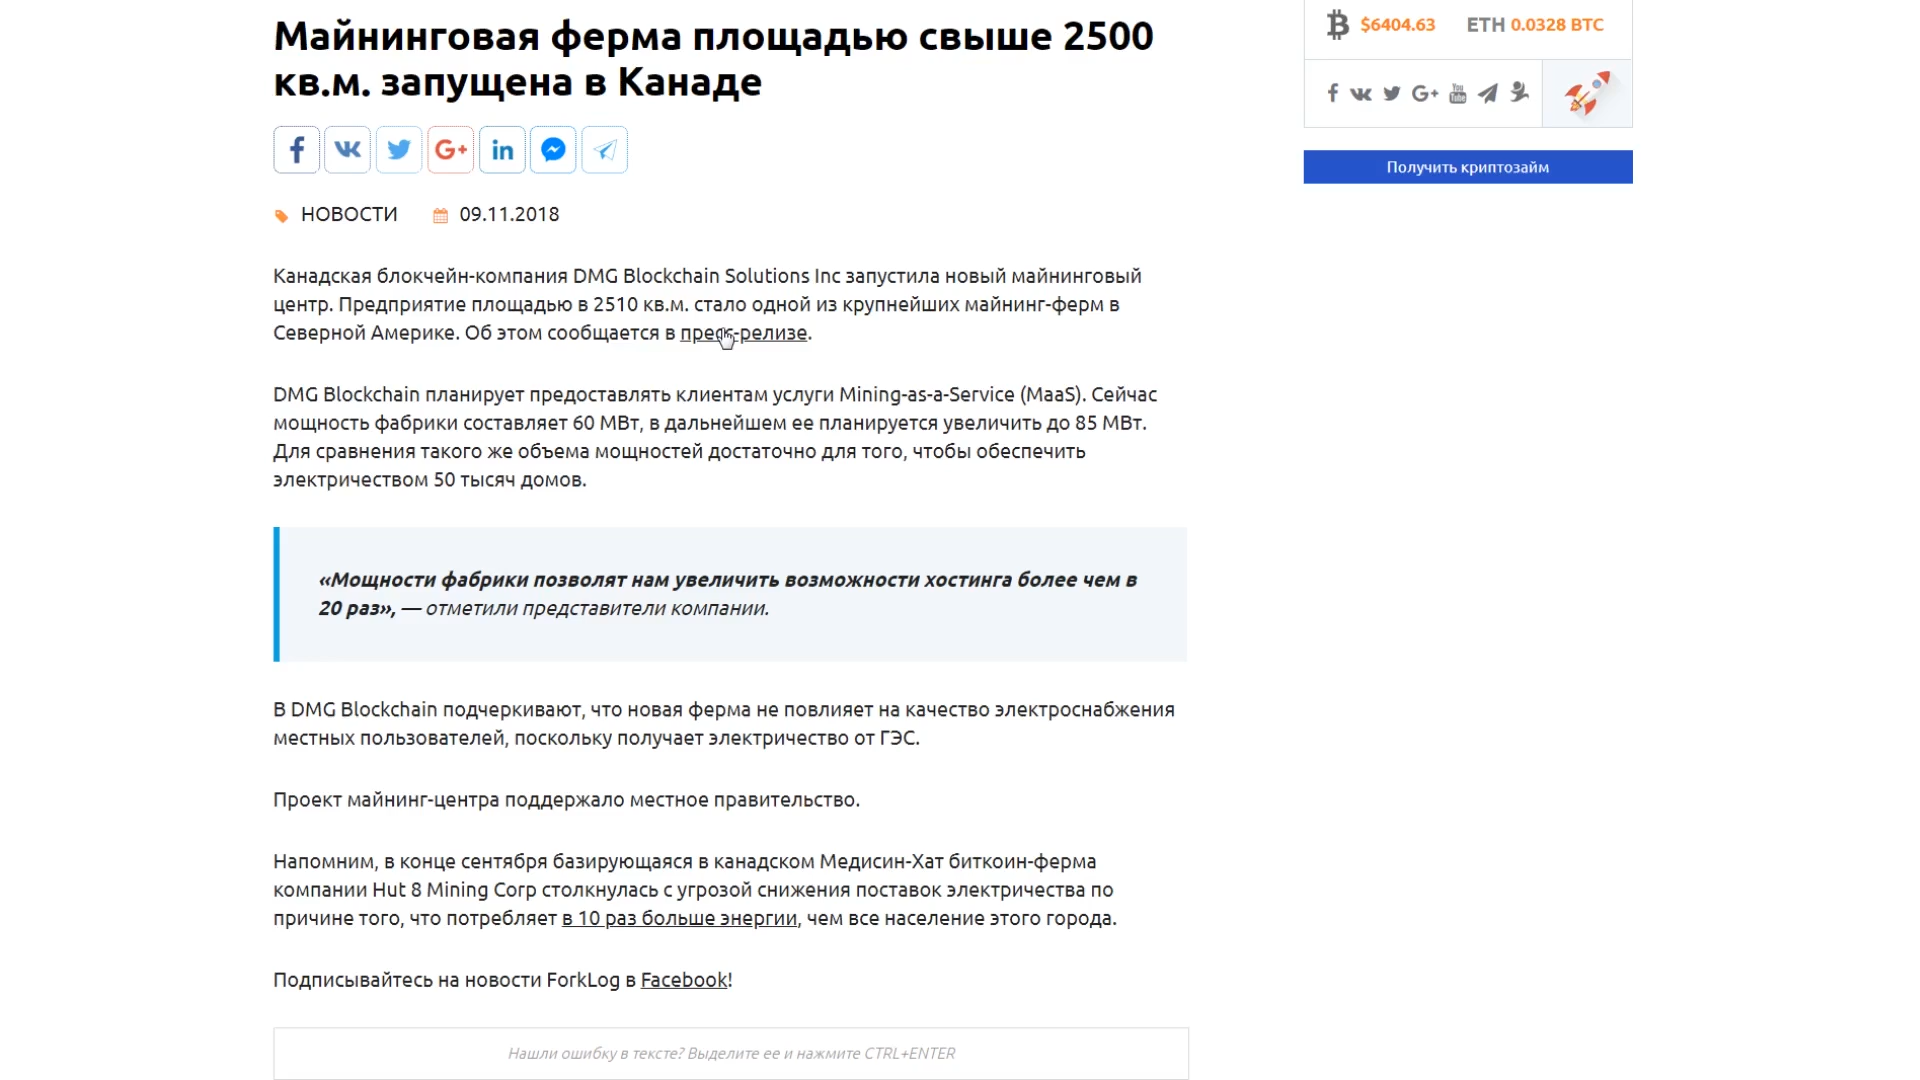 Майнинговая ферма площадью свыше 2500
кв.м. запущена в Канаде
НОВОСТИ 09.11.2018
Канадская блокчейн-компания DMG Blockchain Solutions Inc запустила новый майнинговый
центр. Предприятие площадью в 2510 кв.м. стало одной из крупнейших майнинг-ферм в
Северной Америке. Об этом сообщается в пресс-релизе.
DMG Blockchain планирует предоставлять клиентам услуги Mining-as-a-Service (MaaS). Сейчас
мощность фабрики составляет 60 МВт, в дальнейшем ее планируется увеличить до 85 МВт.
Для сравнения такого же объема мощностей достаточно для того, чтобы обеспечить
электричеством 50 тысяч домов.
«Мощности фабрики позволят нам увеличить возможности хостинга более чем в
20 раз», — отметили представители компании.
В DMG Blockchain подчеркивают, что новая ферма не повлияет на качество электроснабжения
местных пользователей, поскольку получает электричество от ГЭС.
Проект майнинг-центра поддержало местное правительство.
Напомним, в конце сентября базирующаяся в канадском Медисин-Хат биткоин-ферма
компании Hut 8 Mining Corp столкнулась с угрозой снижения поставок электричества по
причине того, что потребляет в 10 раз больше энергии, чем все население этого города.
Подписывайтесь на новости ForkLog в Facebook!
Нашли ошибку в тексте? Выделите ее и нажмите CTRL+ENTER
$6404.63 ETH 0.0328 BTC
Получить криптозайм